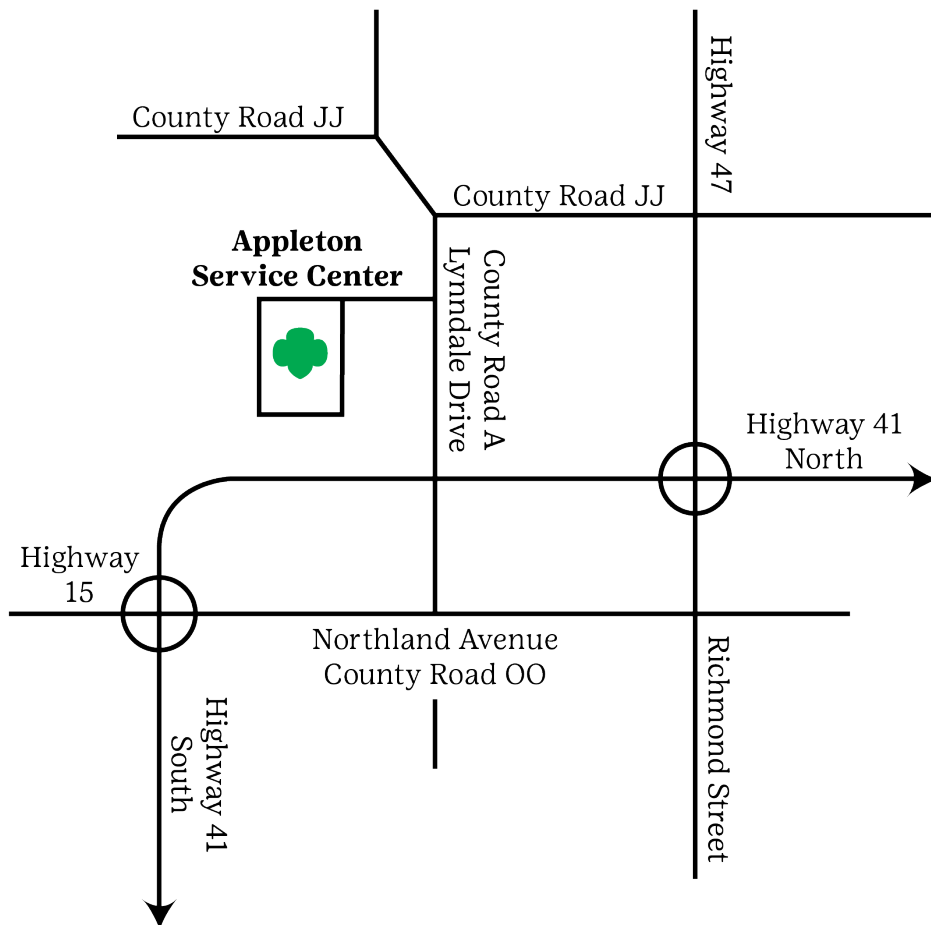 County Road JJ
Highway 47
County Road JJ
Appleton
Service Center
County Road A
Lynndale Drive
Highway 41
North
Highway
15
Northland Avenue
County Road OO
Richmond Street
Highway 41
South